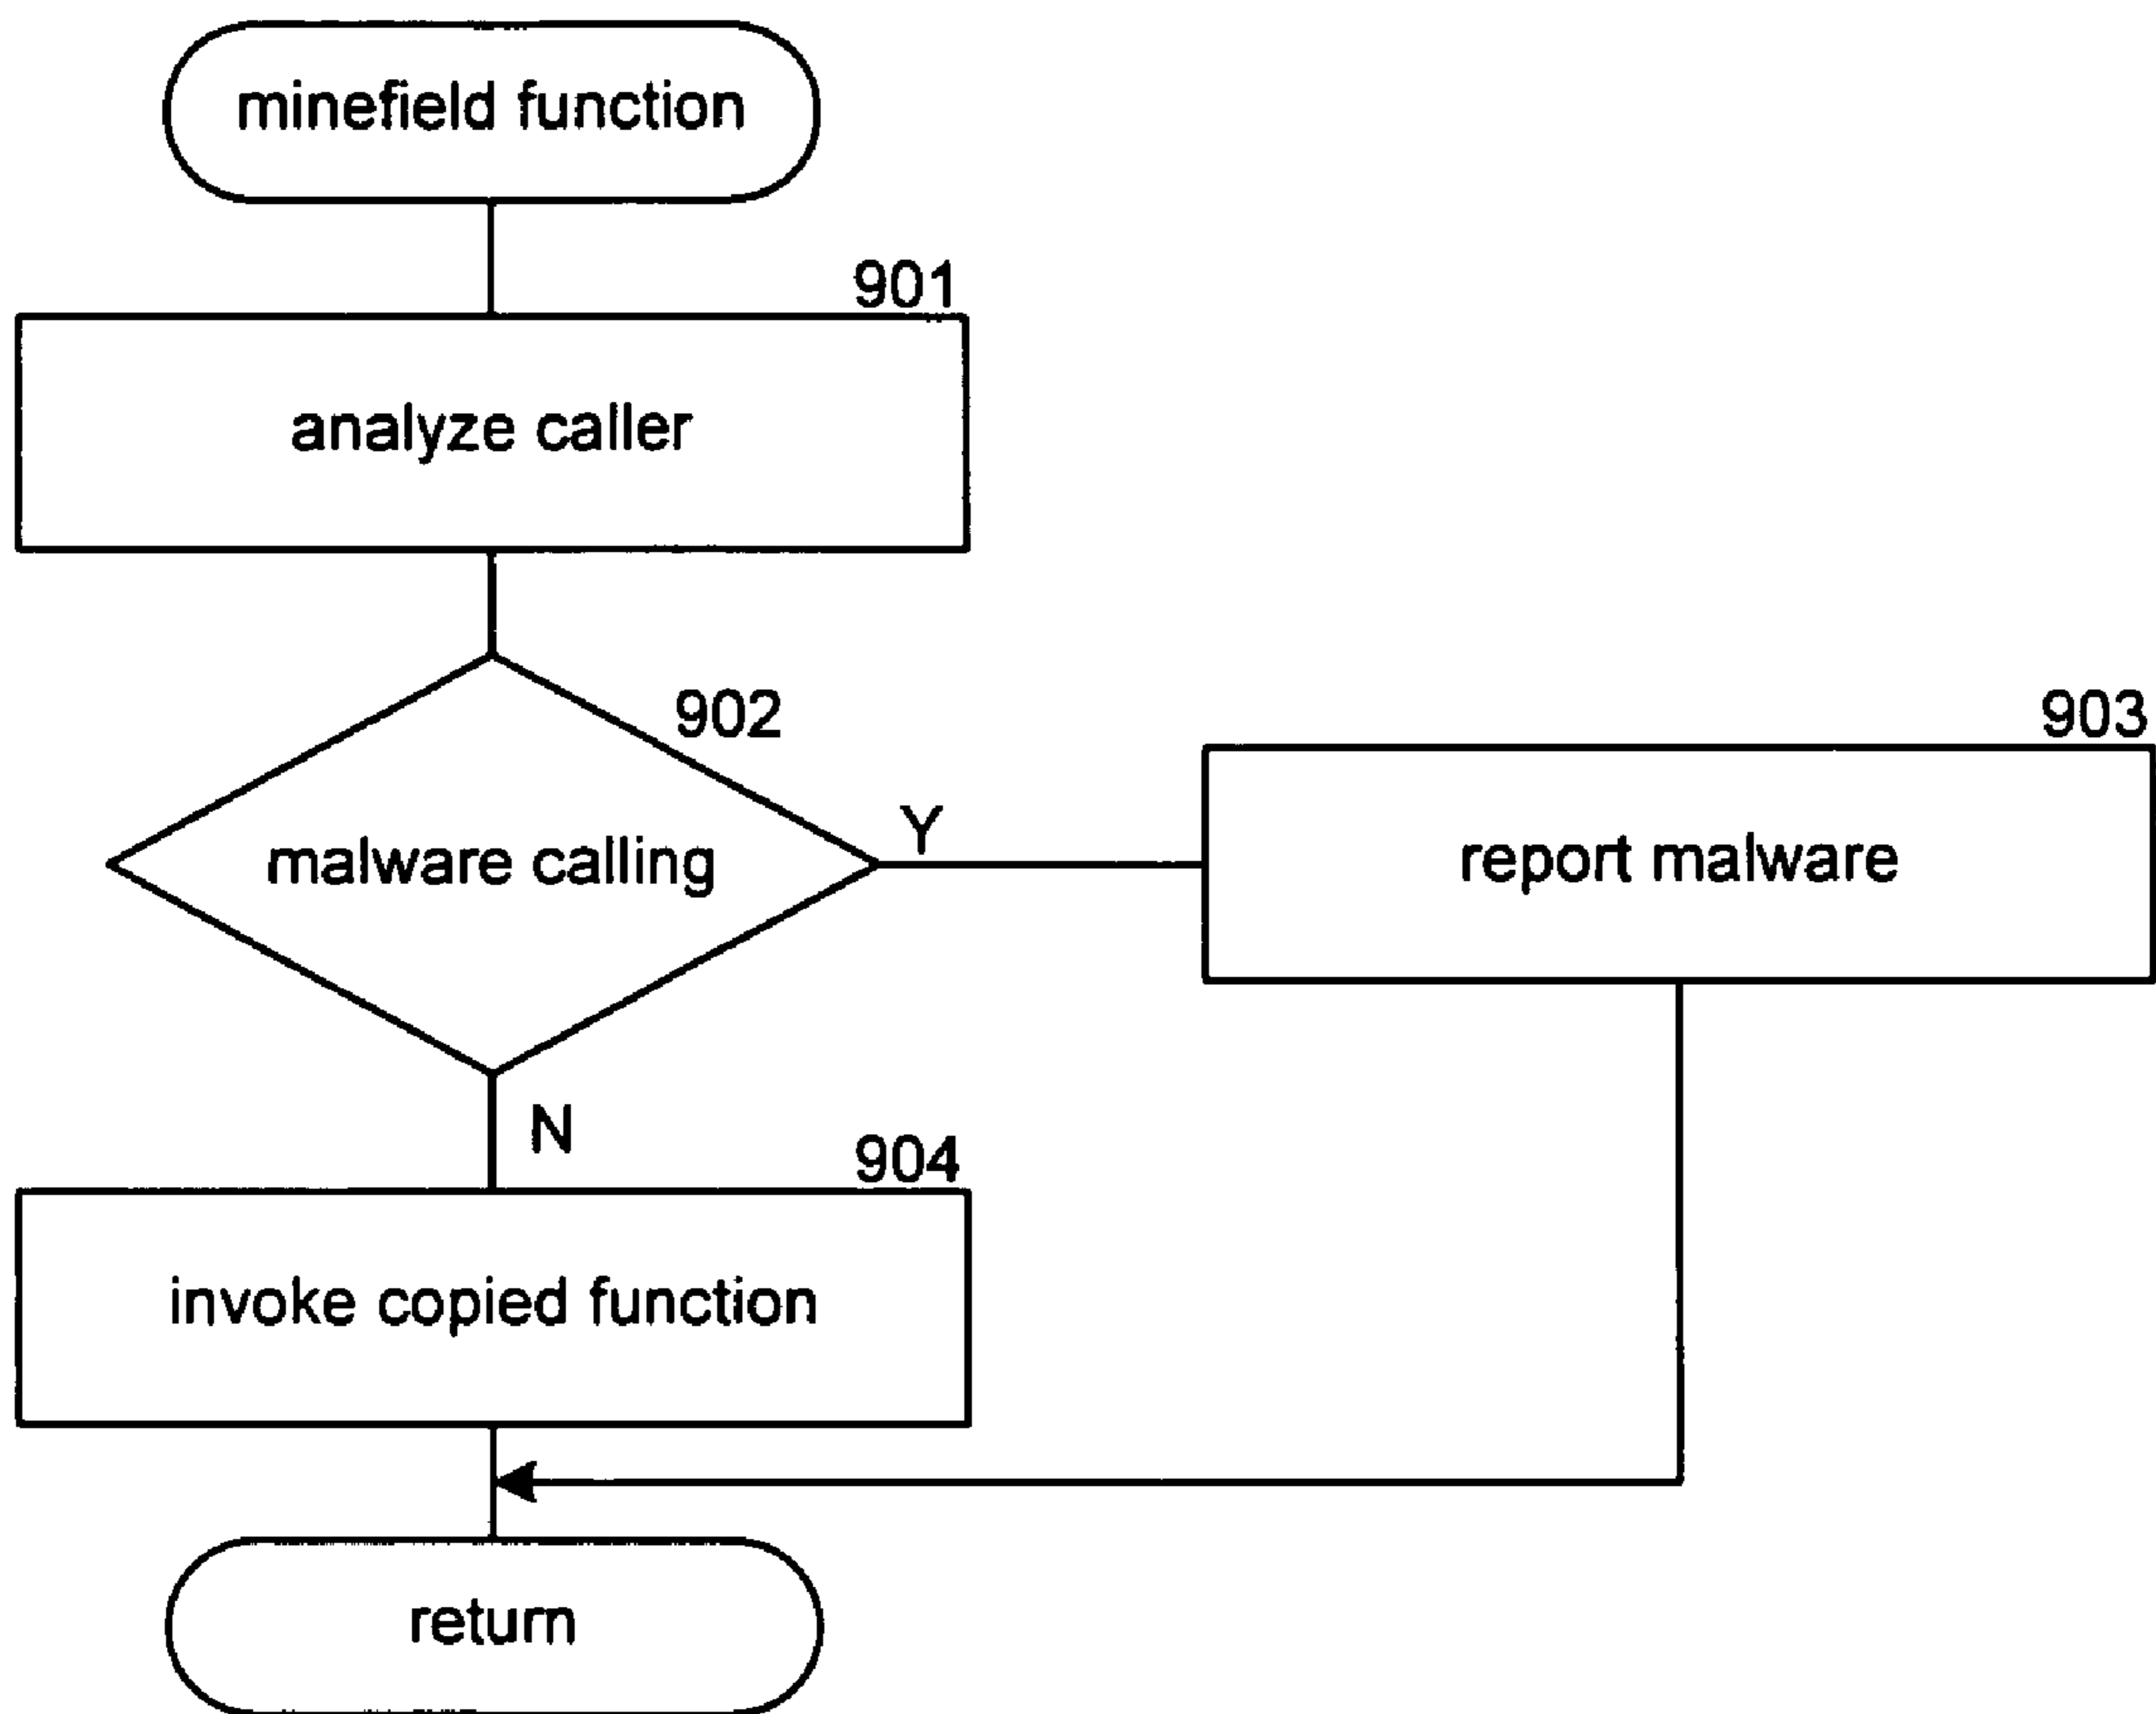 minefield function
901
analyze caller
902
malware calling
Y
903
report malware
N
904
invoke copied function
return